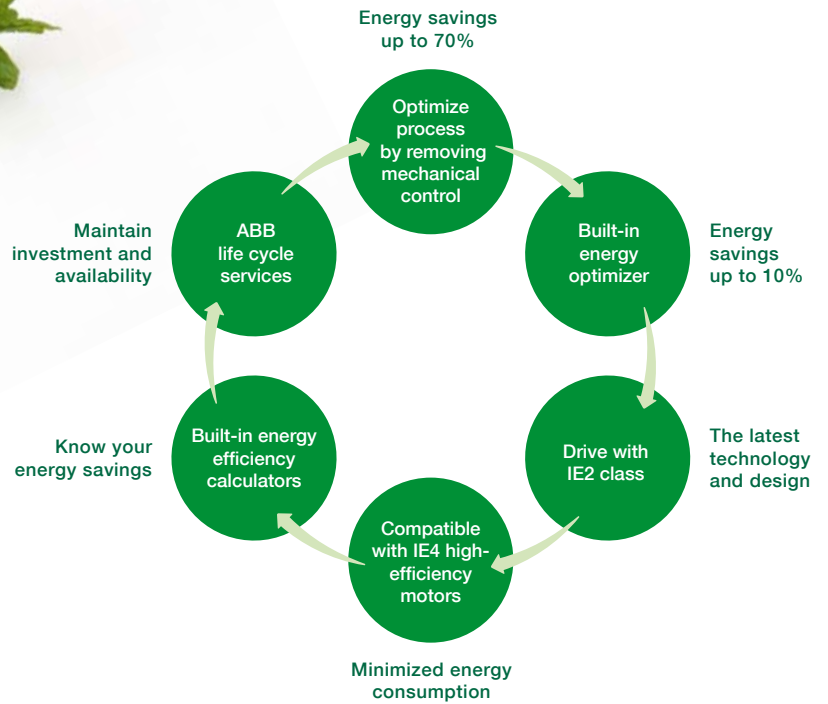 Energy savings
up to 70%
Optimize
process
by removing
mechanical
control
Built-in
energy
optimizer
Energy
savings
up to 10%
Drive with
IE2 class
The latest
technology
and design
Compatible
with IE4 high-
efficiency
motors
Minimized energy
consumption
Built-in energy
efficiency
calculators
Know your
energy savings
ABB
life cycle
services
Maintain
investment and
availability